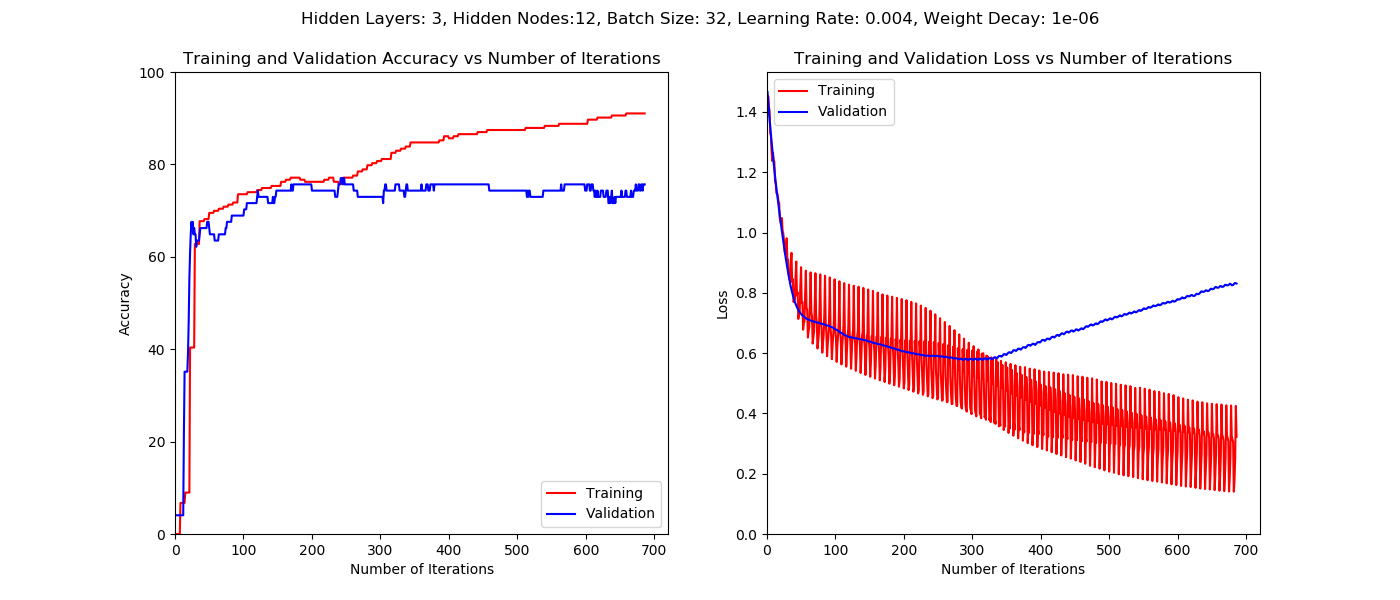 Hidden Layers: 3, Hidden Nodes:12, Batch Size: 32, Learning Rate: 0.004, Weight Decay: 1e-06
Training and Validation Accuracy vs Number of Iterations
100
80
60
40
20
0
Accuracy
0 100 200 300 400 500 600 700
Number of Iterations
Training
Validation
Training and Validation Loss vs Number of Iterations
Training
Validation
1.4
1.2
1.0
0.8
0.6
0.4
0.2
0.0
Loss
0 100 200 300 400 500 600 700
Number of Iterations